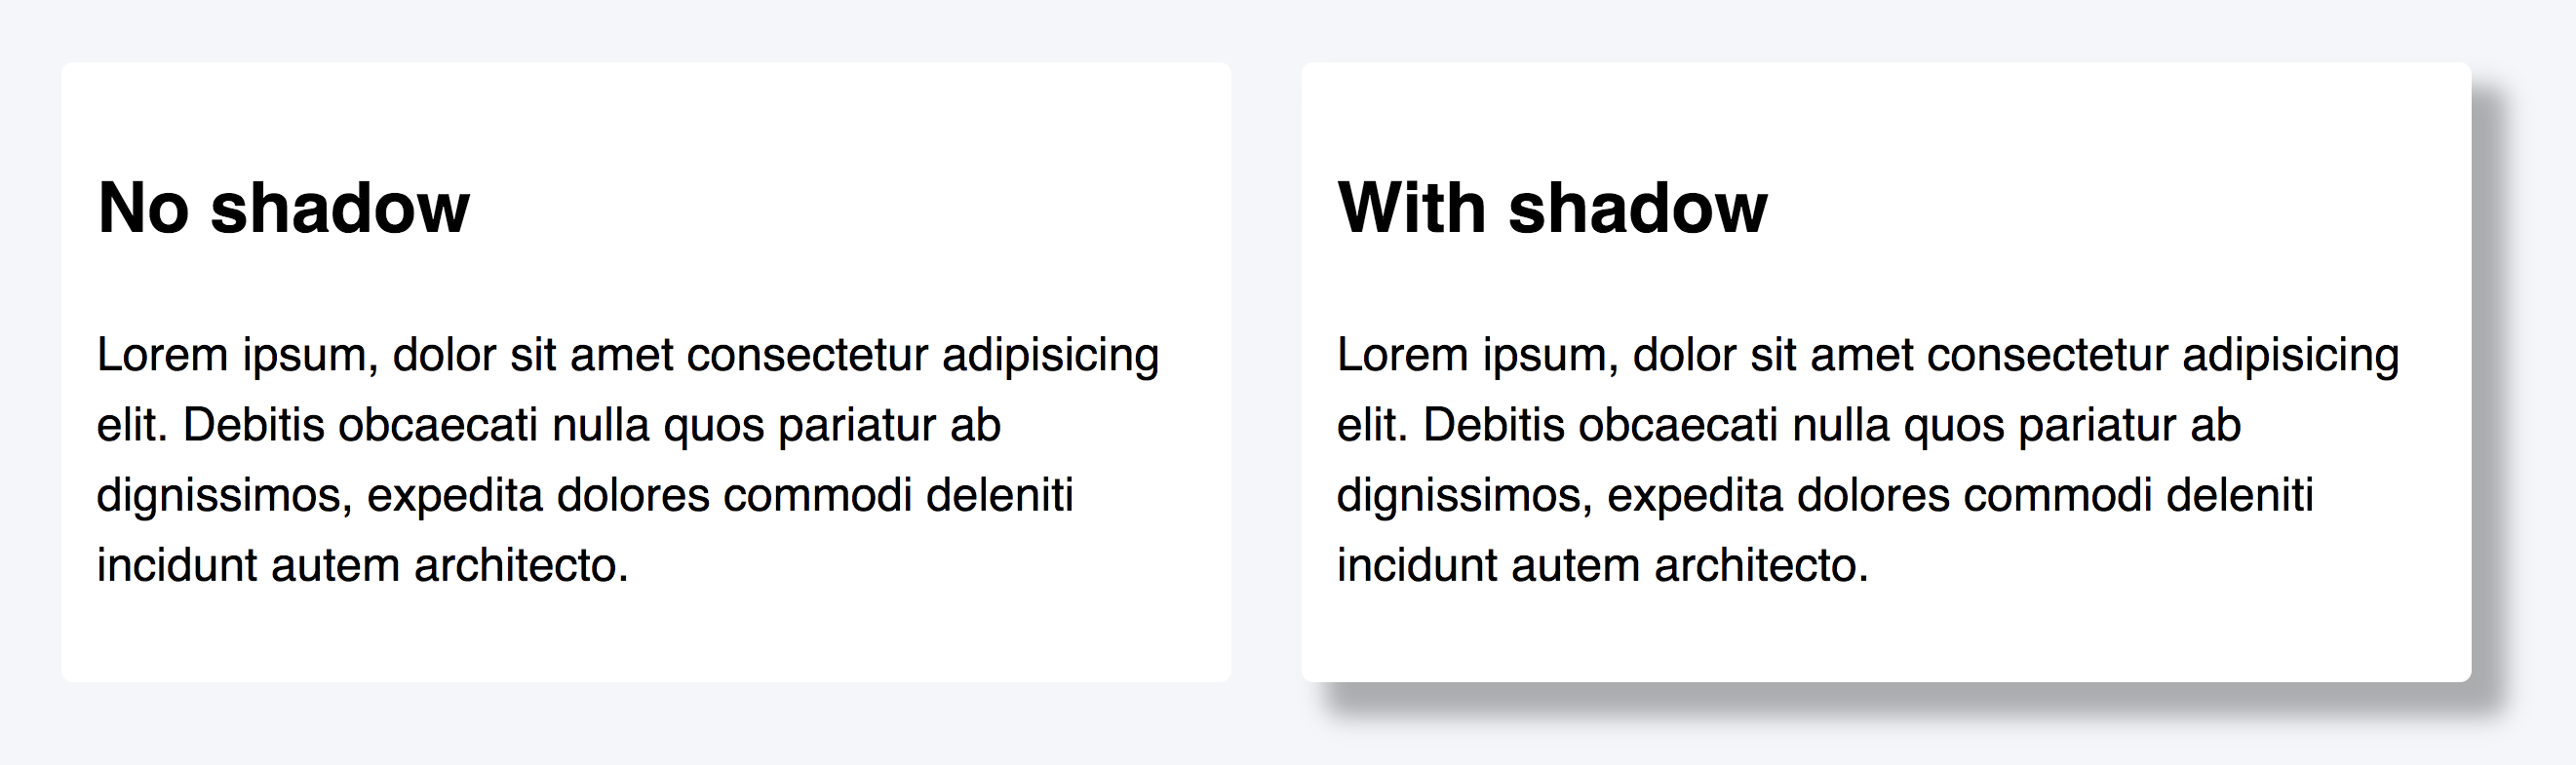 No shadow
Lorem ipsum, dolor sit amet consectetur adipisicing
elit. Debitis obcaecati nulla quos pariatur ab
dignissimos, expedita dolores commodi deleniti
incidunt autem architecto.
With shadow
Lorem ipsum, dolor sit amet consectetur adipisicing
elit. Debitis obcaecati nulla quos pariatur ab
dignissimos, expedita dolores commodi deleniti
incidunt autem architecto.